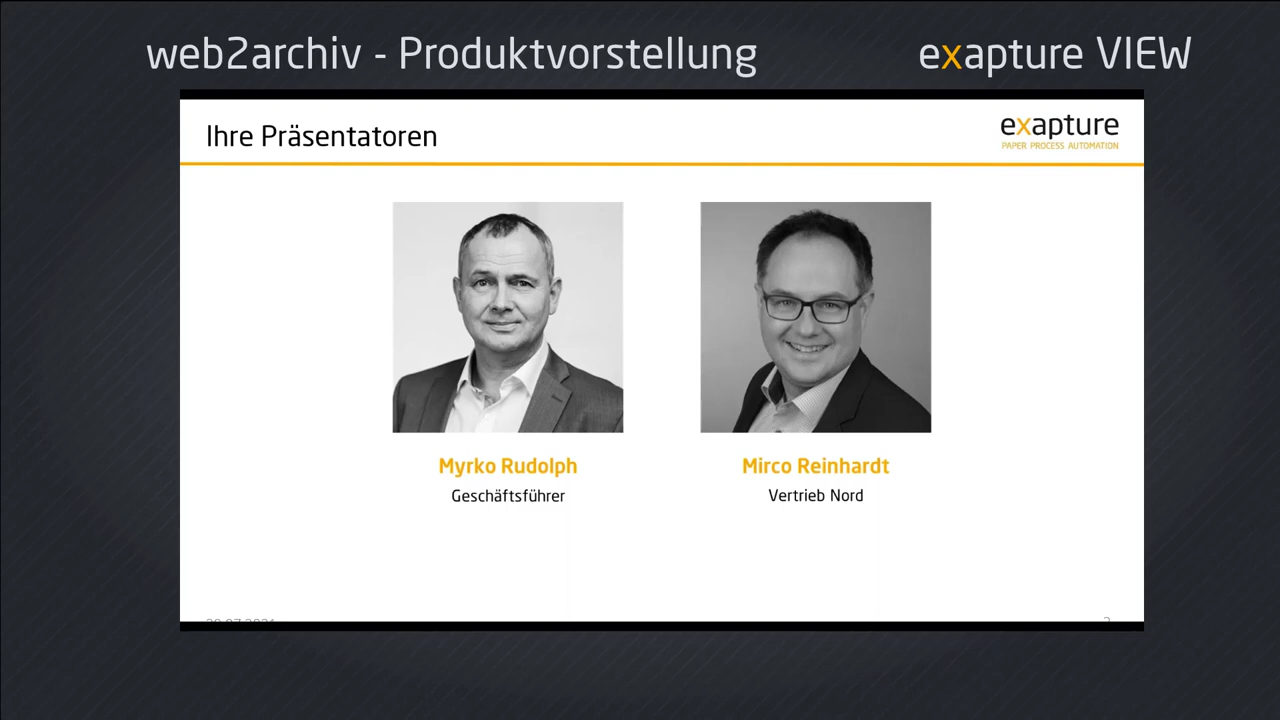 web2archiv - Produktvorstellung
exapture VIEW
Ihre Präsentatoren
exapture
PAPER PROCESS AUTOMATION
Myrko Rudolph
Mirco Reinhardt
Geschäftsführer
Vertrieb Nord